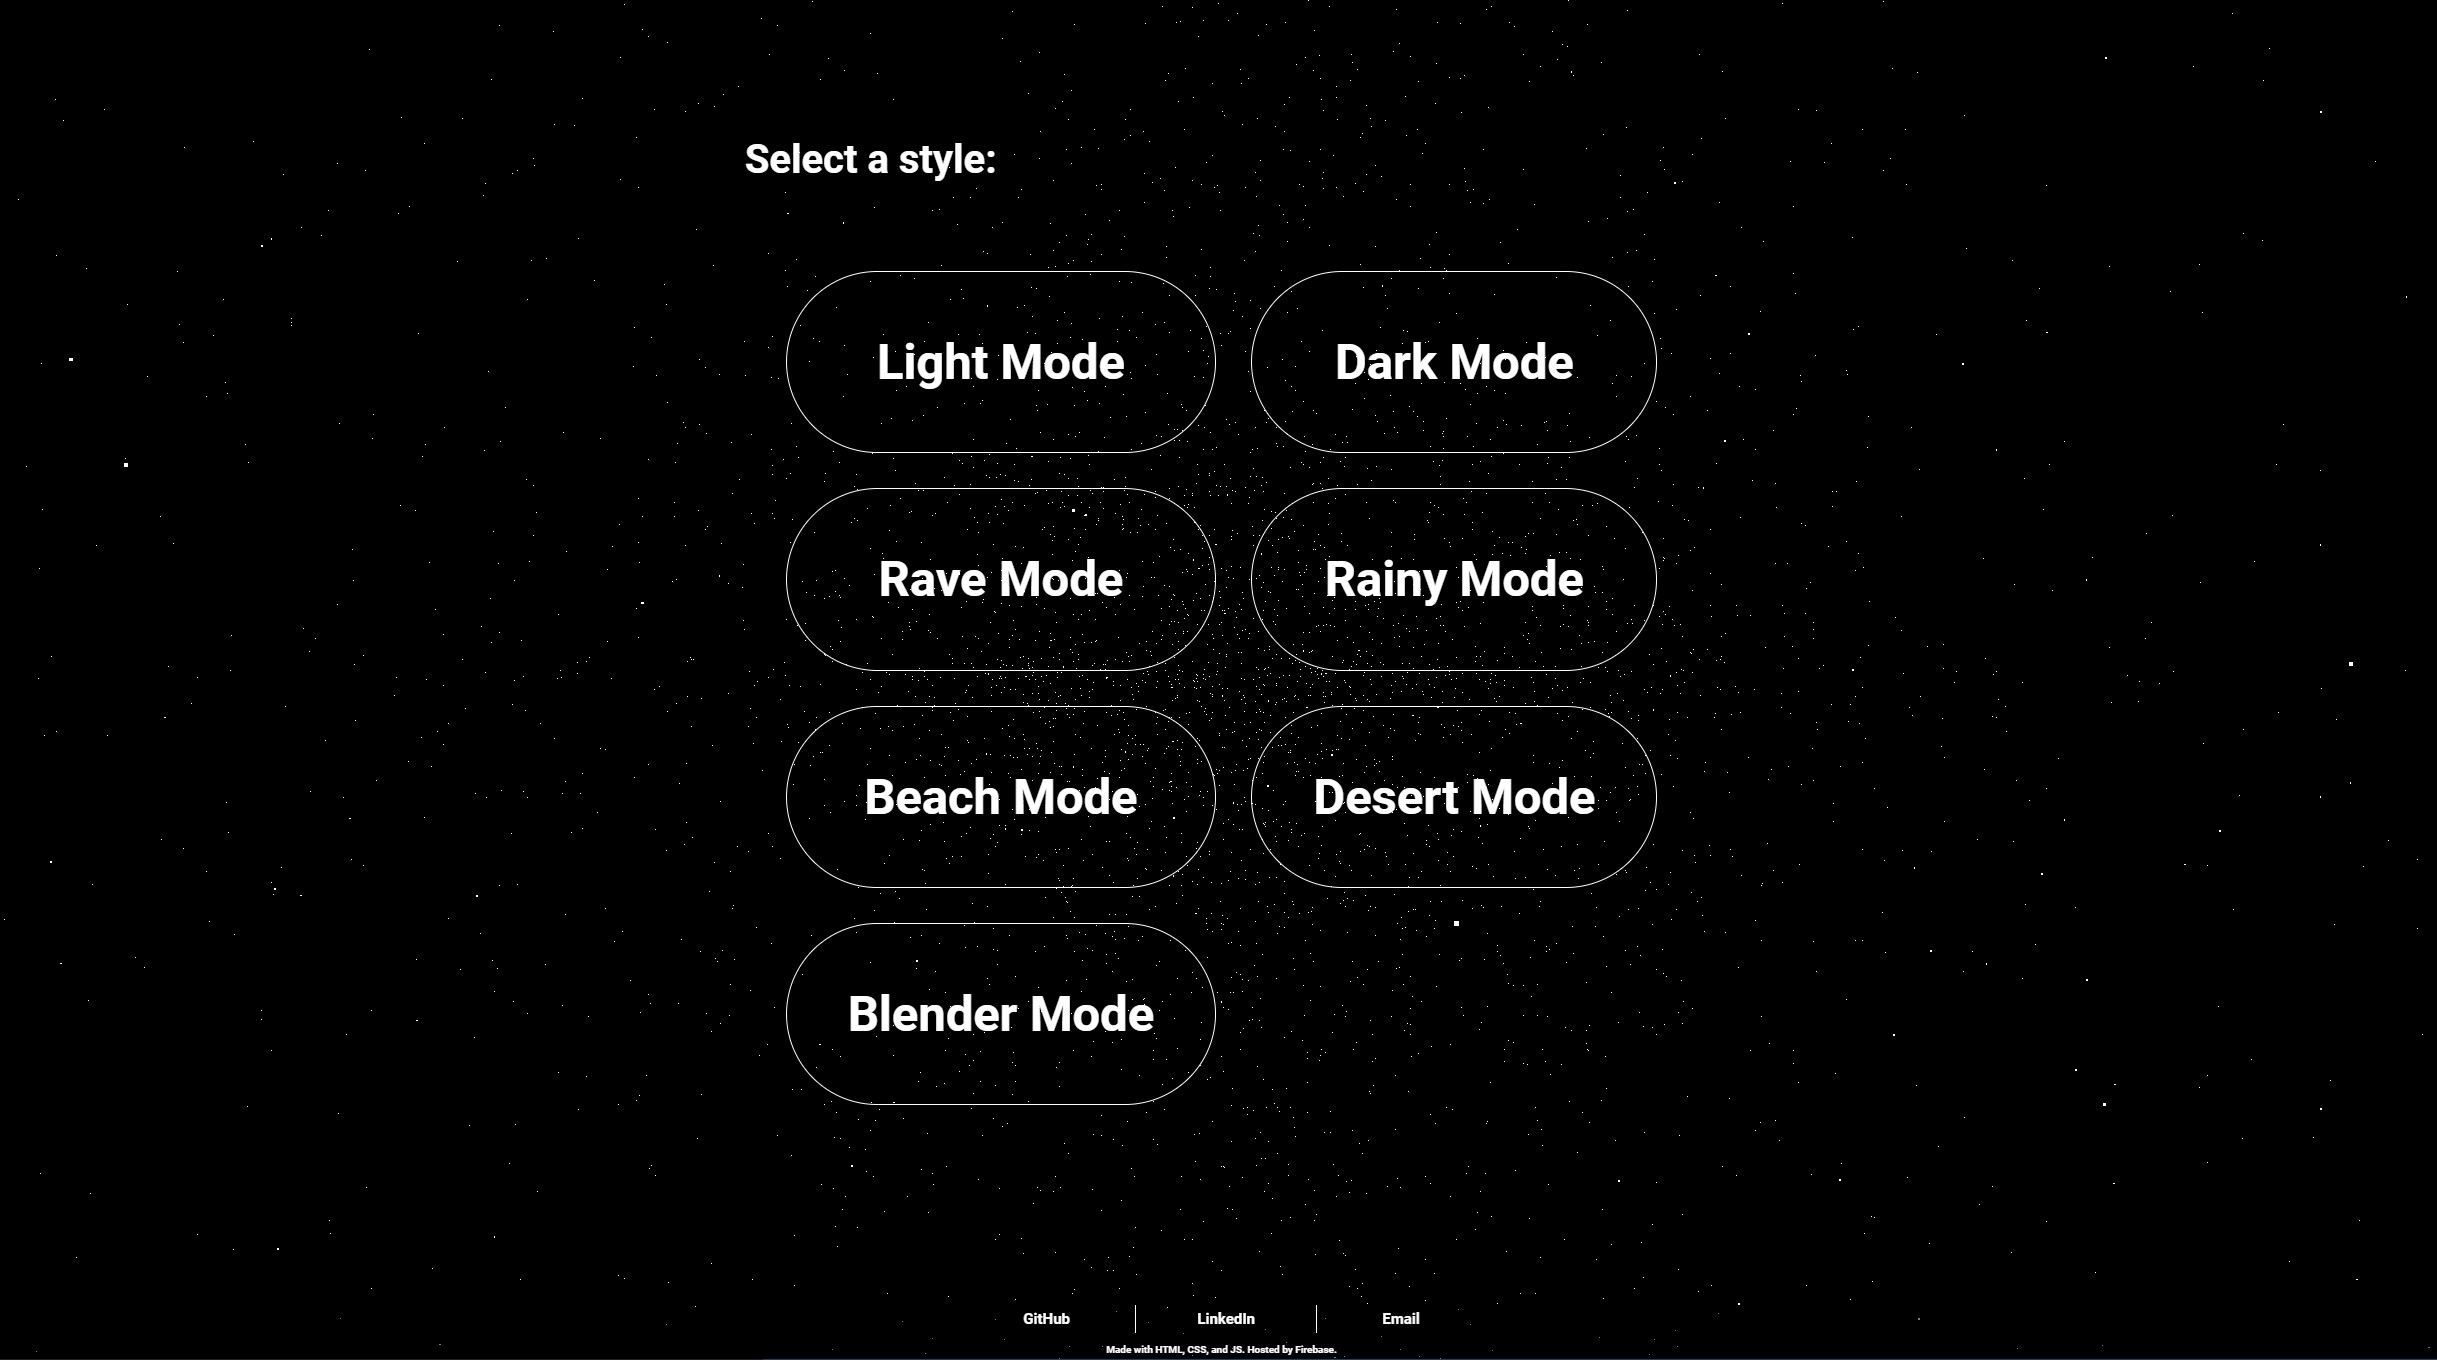 Select a style:
Light Mode
Dark Mode
Rave Mode
Rainy Mode
Beach Mode
Desert Mode
Blender Mode
GitHub
LinkedIn
Email
Made with HTML, CSS, and JS. Hosted by Firebase.